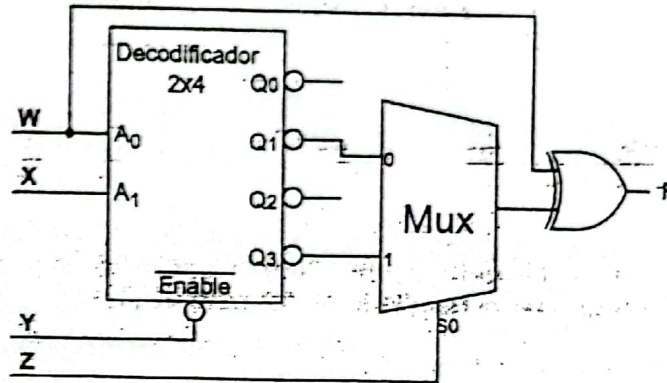 Decodificador
2x4
Q0
W
A0
Q1
0
X
A1
Q2
Mux
Q3
1
Enable
Y
S0
Z
F